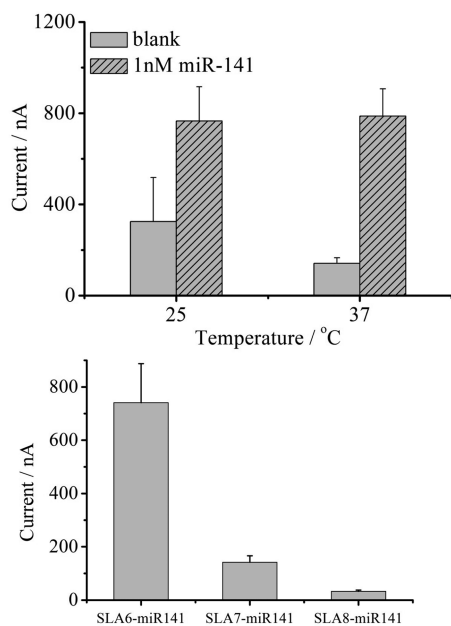 1200
800
400
0
Current / nA
blank
1nM miR-141
25
37
Temperature / °C
800
600
400
200
0
Current / nA
SLA6-miR141
SLA7-miR141
SLA8-miR141